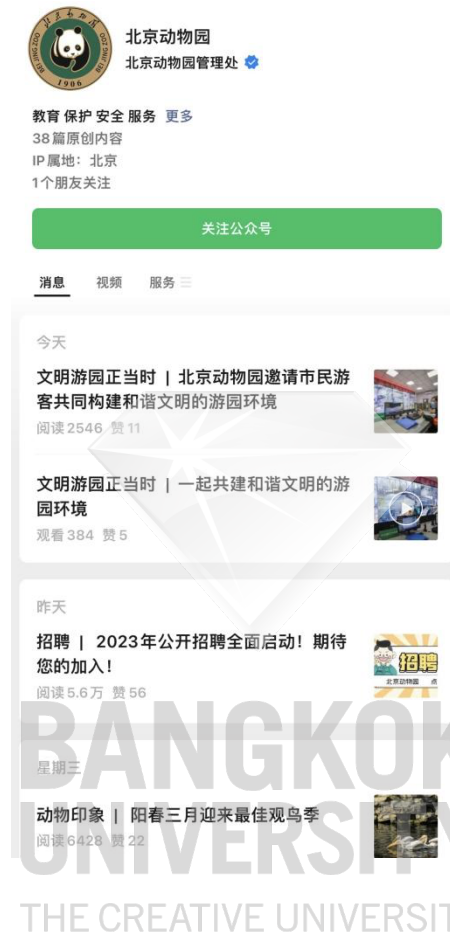 北京动物园
BEIJING ZOO
1906
北京动物园
北京动物园管理处
教育 保护 安全 服务 更多
38篇原创内容
IP属地：北京
1个朋友关注
关注公众号
消息 视频 服务
今天
文明游园正当时 | 北京动物园邀请市民游
客共同构建和谐文明的游园环境
阅读2546 赞11
文明游园正当时 | 一起共建和谐文明的游
园环境
观看384 赞5
昨天
招聘 | 2023年公开招聘全面启动！期待
您的加入！
阅读5.6万 赞56
招聘
北京动物园 点
星期三
动物印象 | 阳春三月迎来最佳观鸟季
阅读6428 赞22
BANGKOK
UNIVERSITY
THE CREATIVE UNIVERSIT